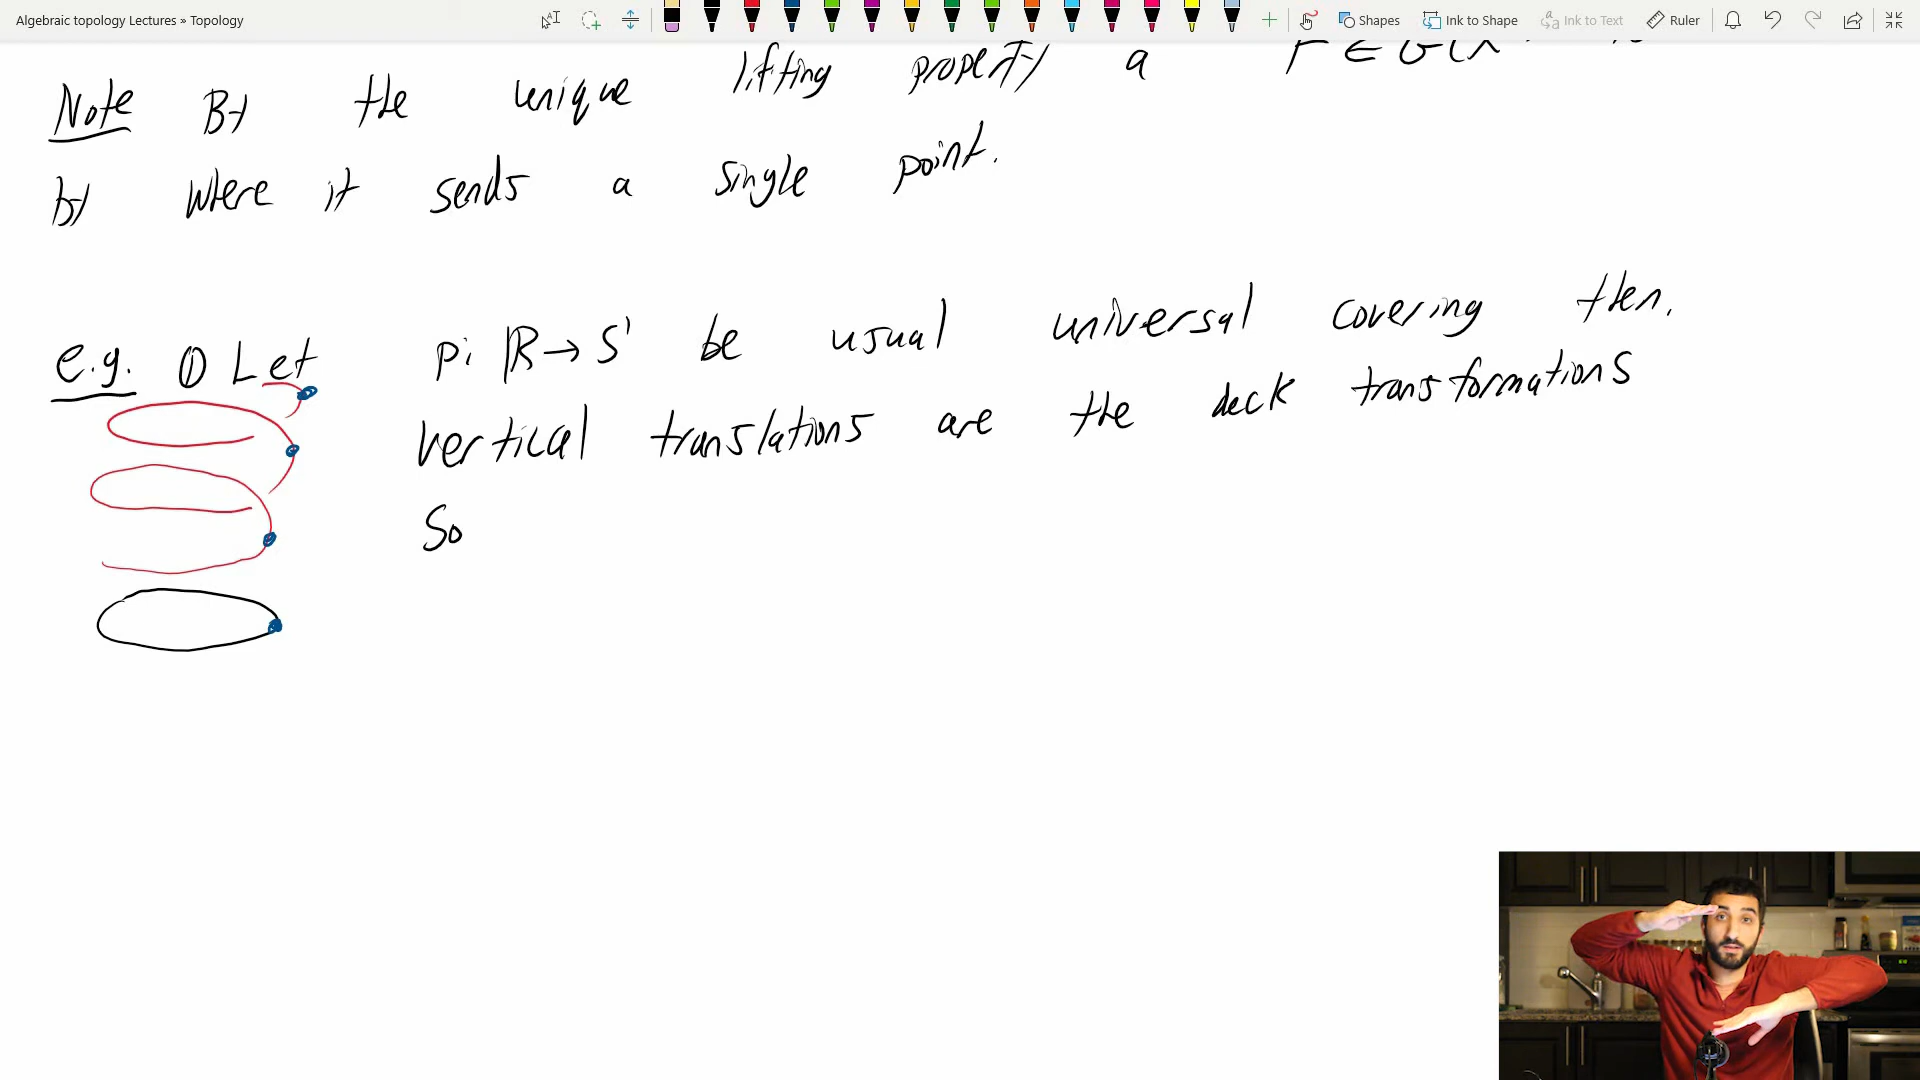 Algebraic topology Lectures » Topology
Shapes Ink to Shape Ink to Text Ruler
Note By the unique lifting property a F ∈ G(X
by where it sends a single point.
e.g. ① Let p: ℝ → S¹ be usual universal covering then.
vertical translations are the deck transformations
So